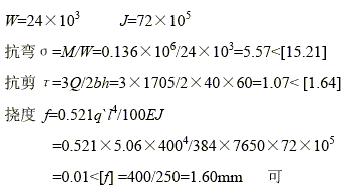 W=24×10³ J=72×10⁵
抗弯σ=M/W=0.136×10⁶/24×10³=5.57<[15.21]
抗剪τ=3Q/2bh=3×1705/2×40×60=1.07< [1.64]
挠度 f=0.521q`l⁴/100EJ
=0.521×5.06×400⁴/384×7650×72×10⁵
=0.01<[f] =400/250=1.60mm 可